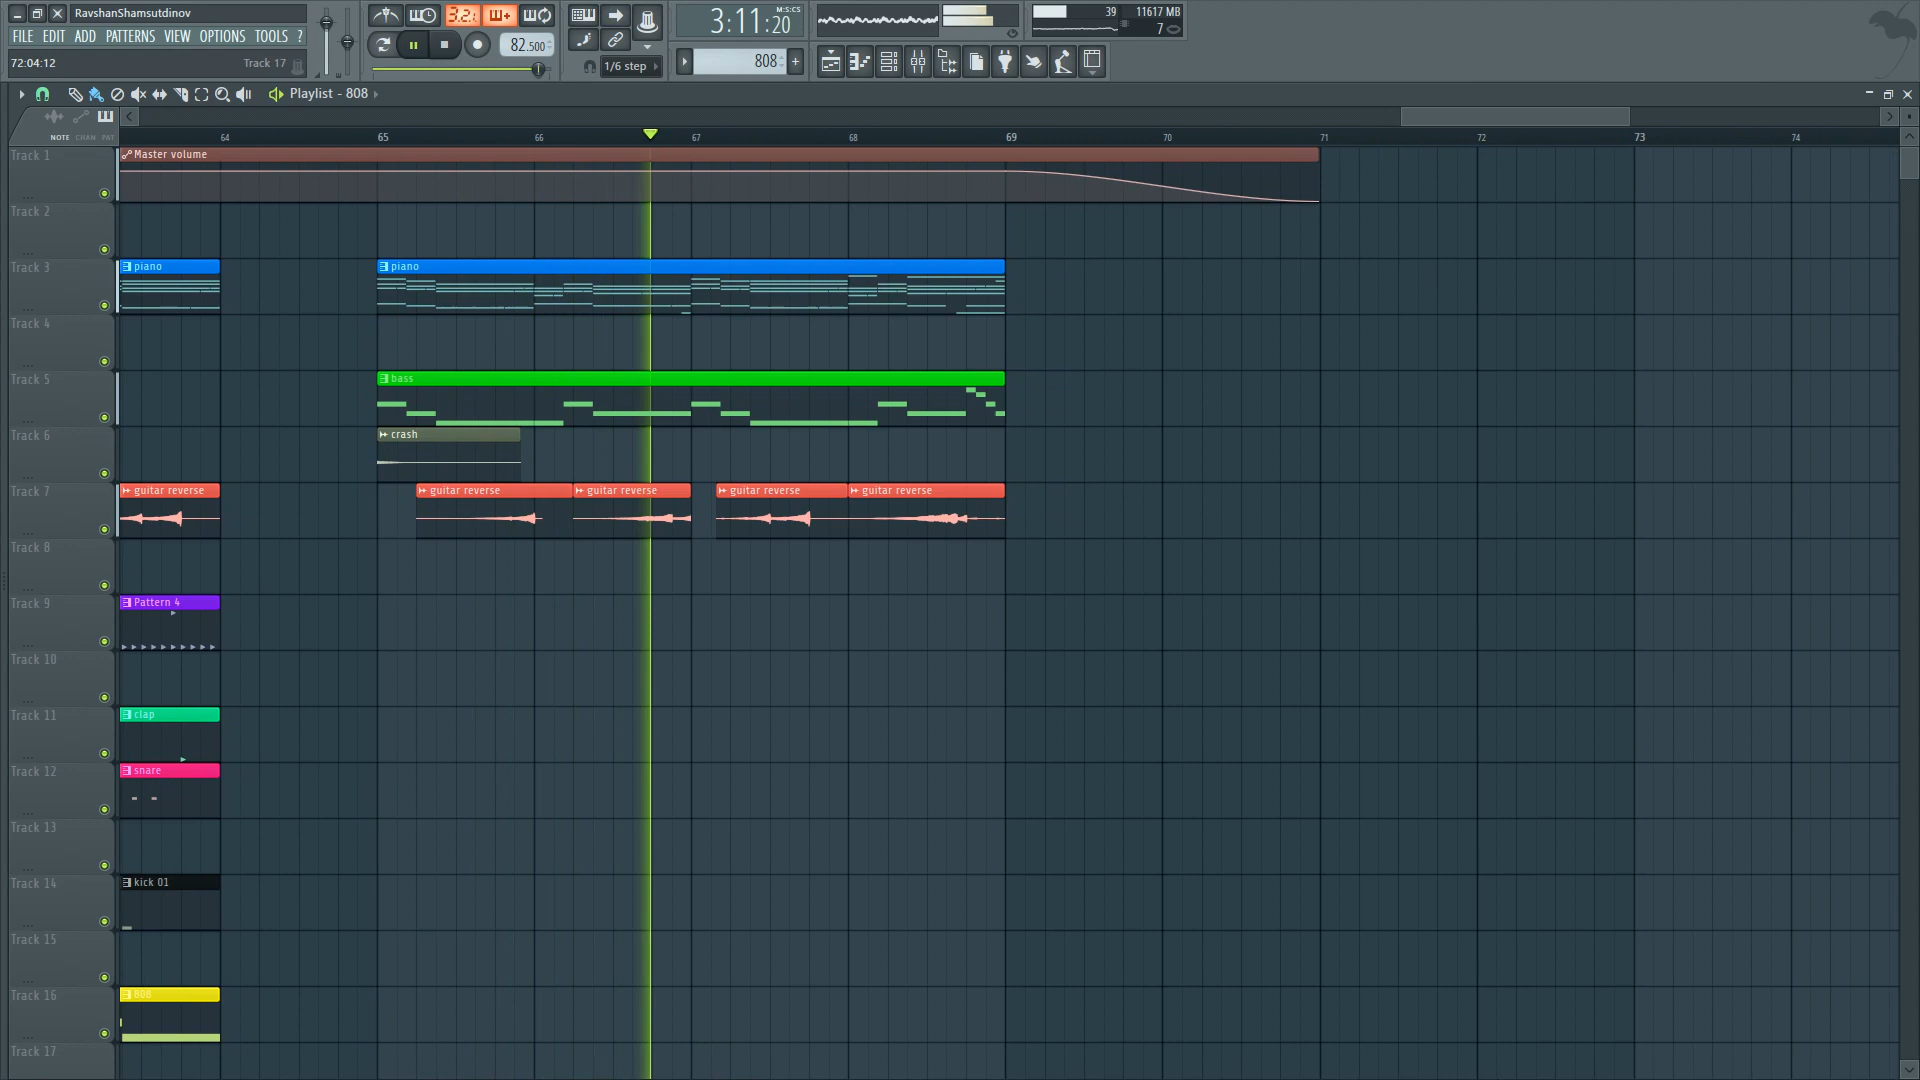 RavshanShamsutdinov
FILE EDIT ADD PATTERNS VIEW OPTIONS TOOLS ?
72:04:12 Track 17
3.2.
82.500
1/6 step
3:11:20
M:S:CS
808
39
11617 MB
7
Playlist - 808
NOTE CHAN PAT
64 65 66 67 68 69 70 71 72 73 74
Track 1
Master volume
Track 2
Track 3
piano
piano
Track 4
Track 5
bass
Track 6
crash
Track 7
guitar reverse
guitar reverse
guitar reverse
guitar reverse
guitar reverse
Track 8
Track 9
Pattern 4
Track 10
Track 11
clap
Track 12
snare
Track 13
Track 14
kick 01
Track 15
Track 16
808
Track 17